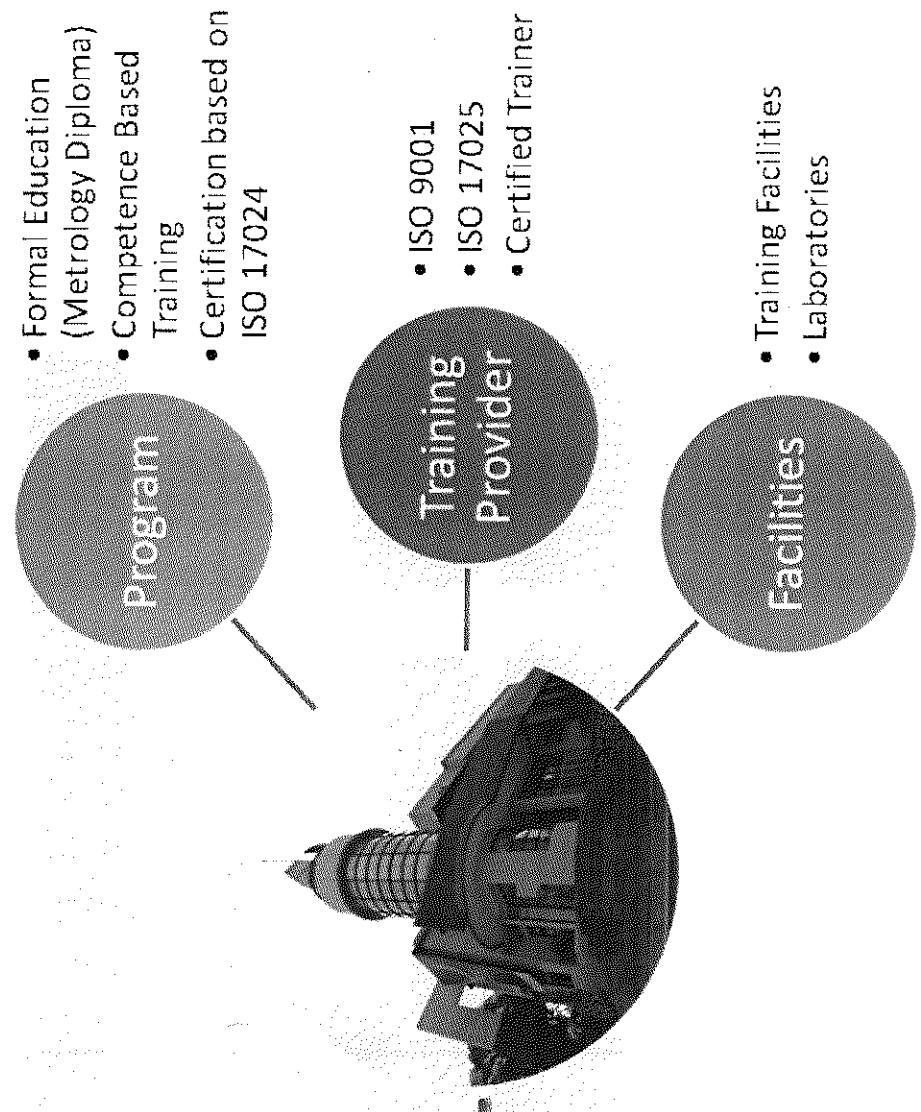 Program
• Formal Education
(Metrology Diploma)
• Competence Based
Training
• Certification based on
ISO 17024
Training
Provider
• ISO 9001
• ISO 17025
• Certified Trainer
Facilities
• Training Facilities
• Laboratories